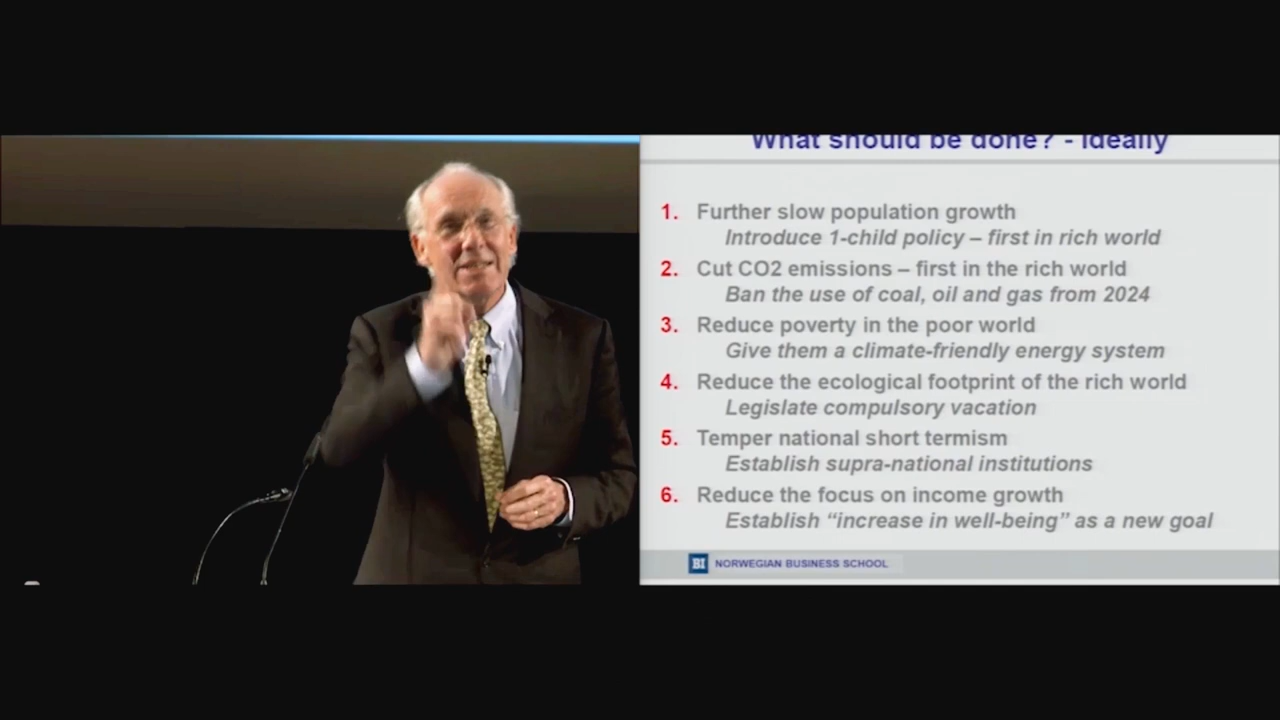 What should be done? - Ideally
1. Further slow population growth
Introduce 1-child policy – first in rich world
2. Cut CO2 emissions – first in the rich world
Ban the use of coal, oil and gas from 2024
3. Reduce poverty in the poor world
Give them a climate-friendly energy system
4. Reduce the ecological footprint of the rich world
Legislate compulsory vacation
5. Temper national short termism
Establish supra-national institutions
6. Reduce the focus on income growth
Establish “increase in well-being” as a new goal
BI NORWEGIAN BUSINESS SCHOOL